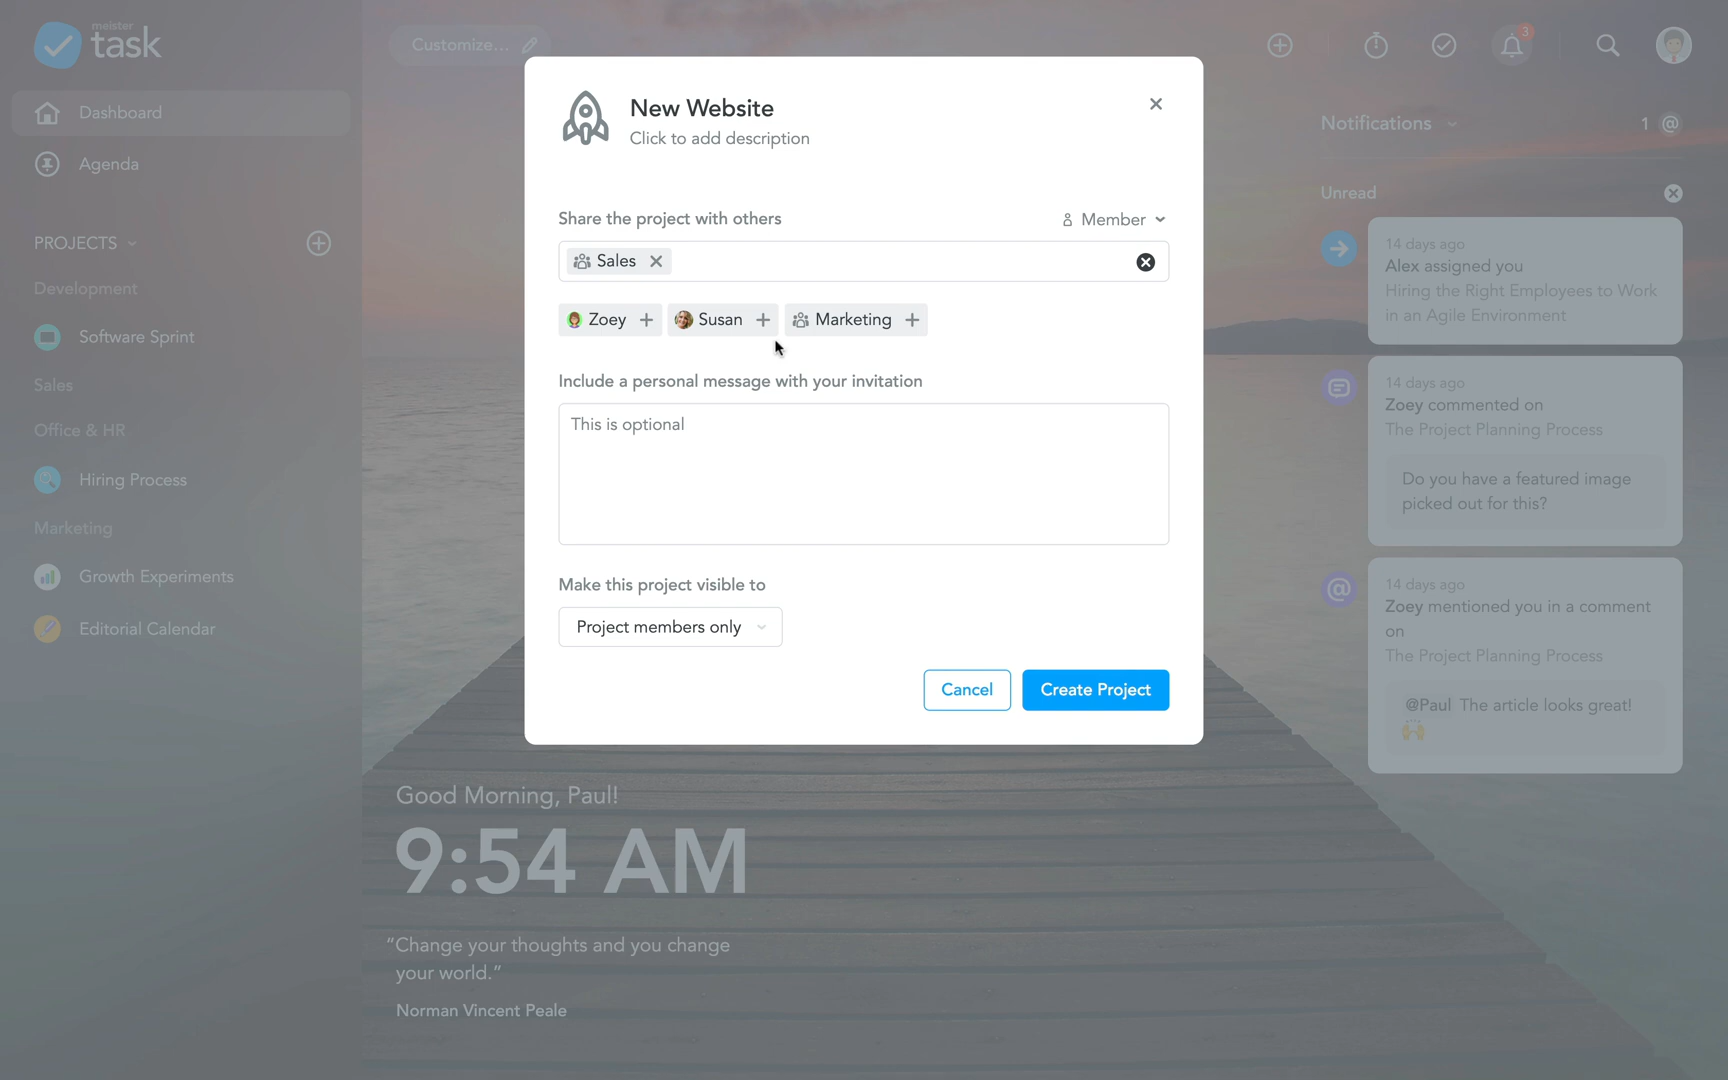 meister
task
Customize...
3
Dashboard
Agenda
PROJECTS
Development
Software Sprint
Sales
Office & HR
Hiring Process
Marketing
Growth Experiments
Editorial Calendar
New Website
Click to add description
Share the project with others
Member
Sales
Zoey
Susan
Marketing
Include a personal message with your invitation
This is optional
Make this project visible to
Project members only
Cancel
Create Project
Notifications
1 @
Unread
14 days ago
Alex assigned you
Hiring the Right Employees to Work
in an Agile Environment
14 days ago
Zoey commented on
The Project Planning Process
Do you have a featured image
picked out for this?
@
14 days ago
Zoey mentioned you in a comment
on
The Project Planning Process
@Paul The article looks great!
🙌
Good Morning, Paul!
9:54 AM
“Change your thoughts and you change
your world.”
Norman Vincent Peale